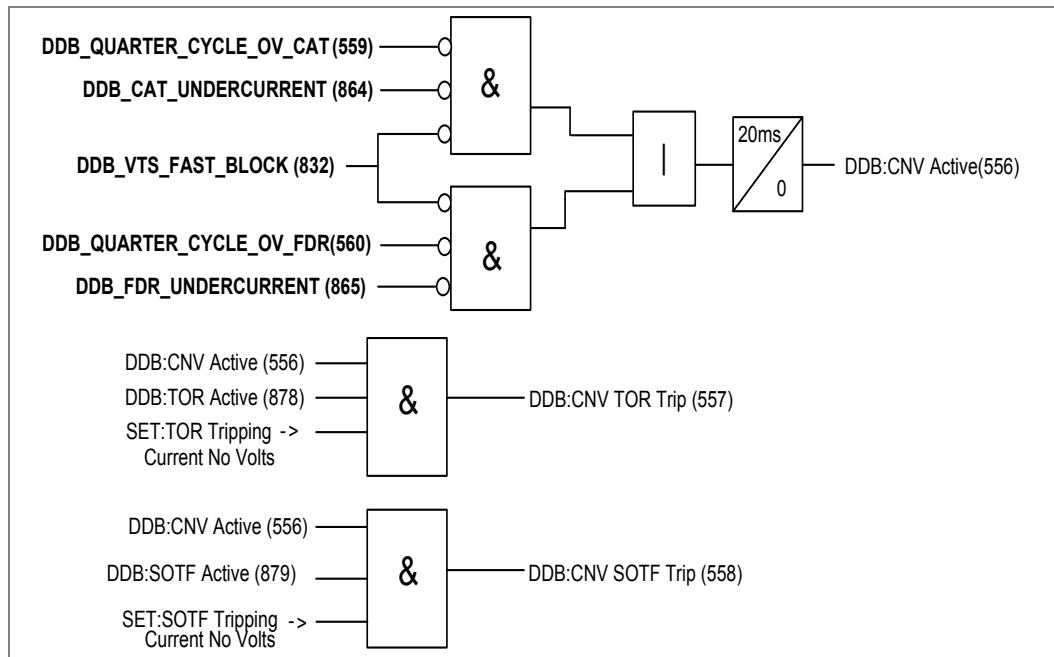 DDB_QUARTER_CYCLE_OV_CAT(559)
DDB_CAT_UNDERCURRENT (864)
DDB_VTS_FAST_BLOCK (832)
DDB_QUARTER_CYCLE_OV_FDR(560)
DDB_FDR_UNDERCURRENT (865)
&
&
|
20ms
0
DDB:CNV Active(556)
DDB:CNV Active (556)
DDB:TOR Active (878)
SET:TOR Tripping ->
Current No Volts
&
DDB:CNV TOR Trip (557)
DDB:CNV Active (556)
DDB:SOTF Active (879)
SET:SOTF Tripping ->
Current No Volts
&
DDB:CNV SOTF Trip (558)